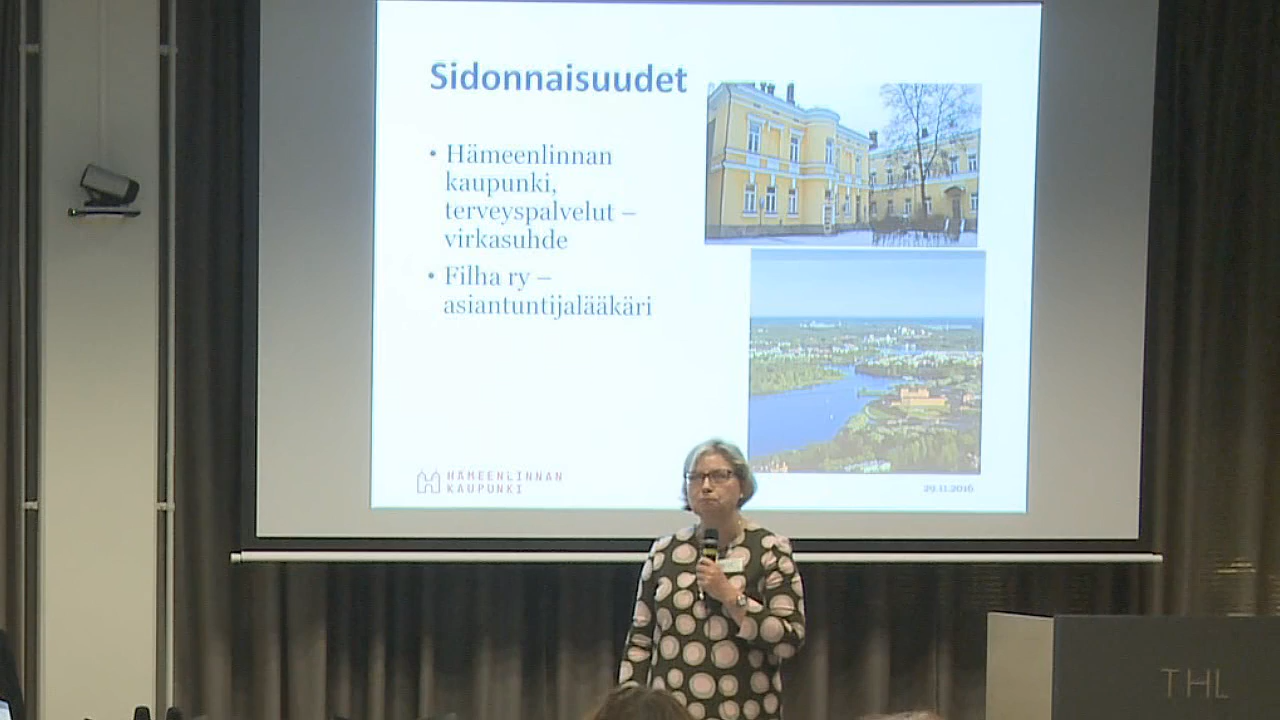 Sidonnaisuudet
• Hämeenlinnan
kaupunki,
terveyspalvelut –
virkasuhde
• Filha ry –
asiantuntijalääkäri
HÄMEENLINNAN
KAUPUNKI
29.11.2016
THL